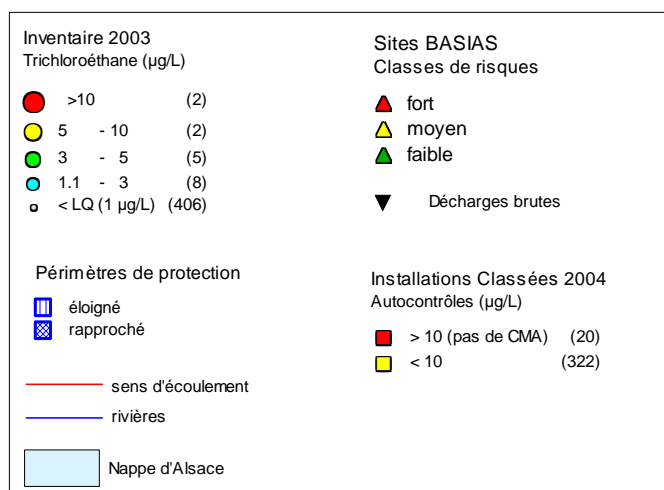 Inventaire 2003
Trichloroéthane (µg/L)
>10 (2)
5 - 10 (2)
3 - 5 (5)
1.1 - 3 (8)
< LQ (1 µg/L) (406)
Périmètres de protection
éloigné
rapproché
sens d'écoulement
rivières
Nappe d'Alsace
Sites BASIAS
Classes de risques
fort
moyen
faible
Décharges brutes
Installations Classées 2004
Autocontrôles (µg/L)
> 10 (pas de CMA) (20)
< 10 (322)